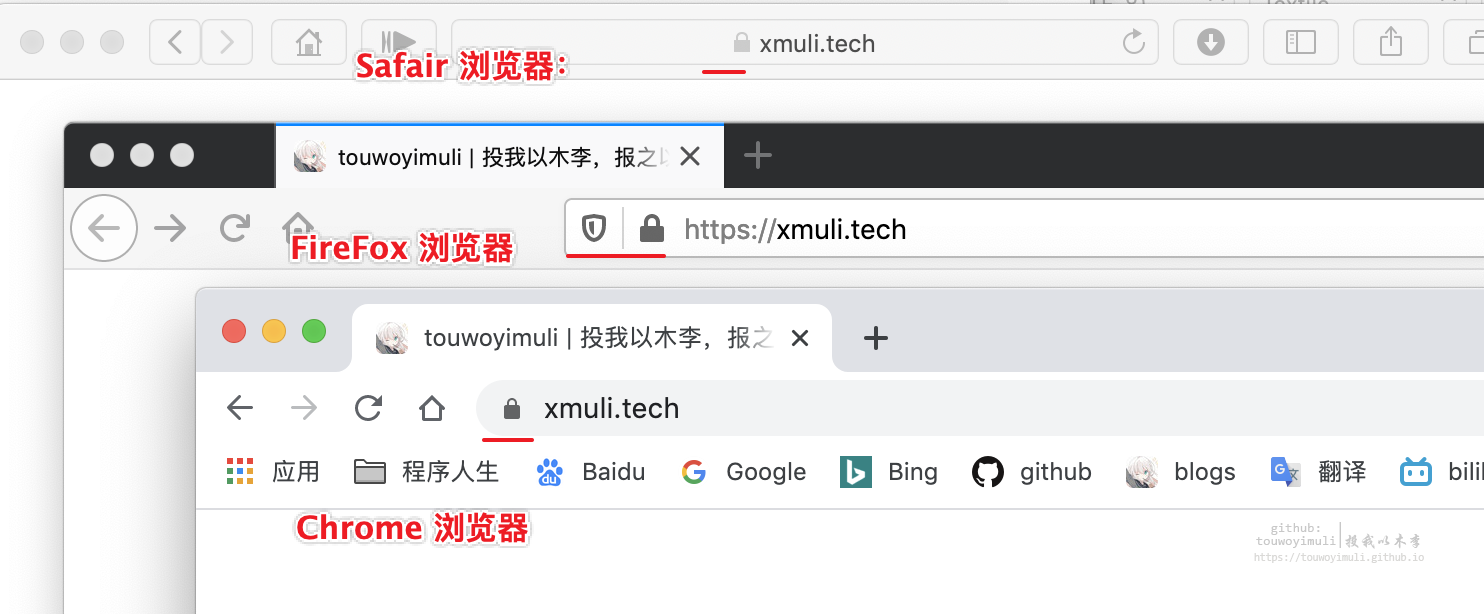 xmuli.tech
Safair 浏览器：
touwoyimuli | 投我以木李，报之
https://xmuli.tech
FireFox 浏览器
touwoyimuli | 投我以木李，报之
xmuli.tech
应用 程序人生 Baidu Google Bing github blogs 翻译 bili
Chrome 浏览器
github:
touwoyimuli 投我以木李
https://touwoyimuli.github.io